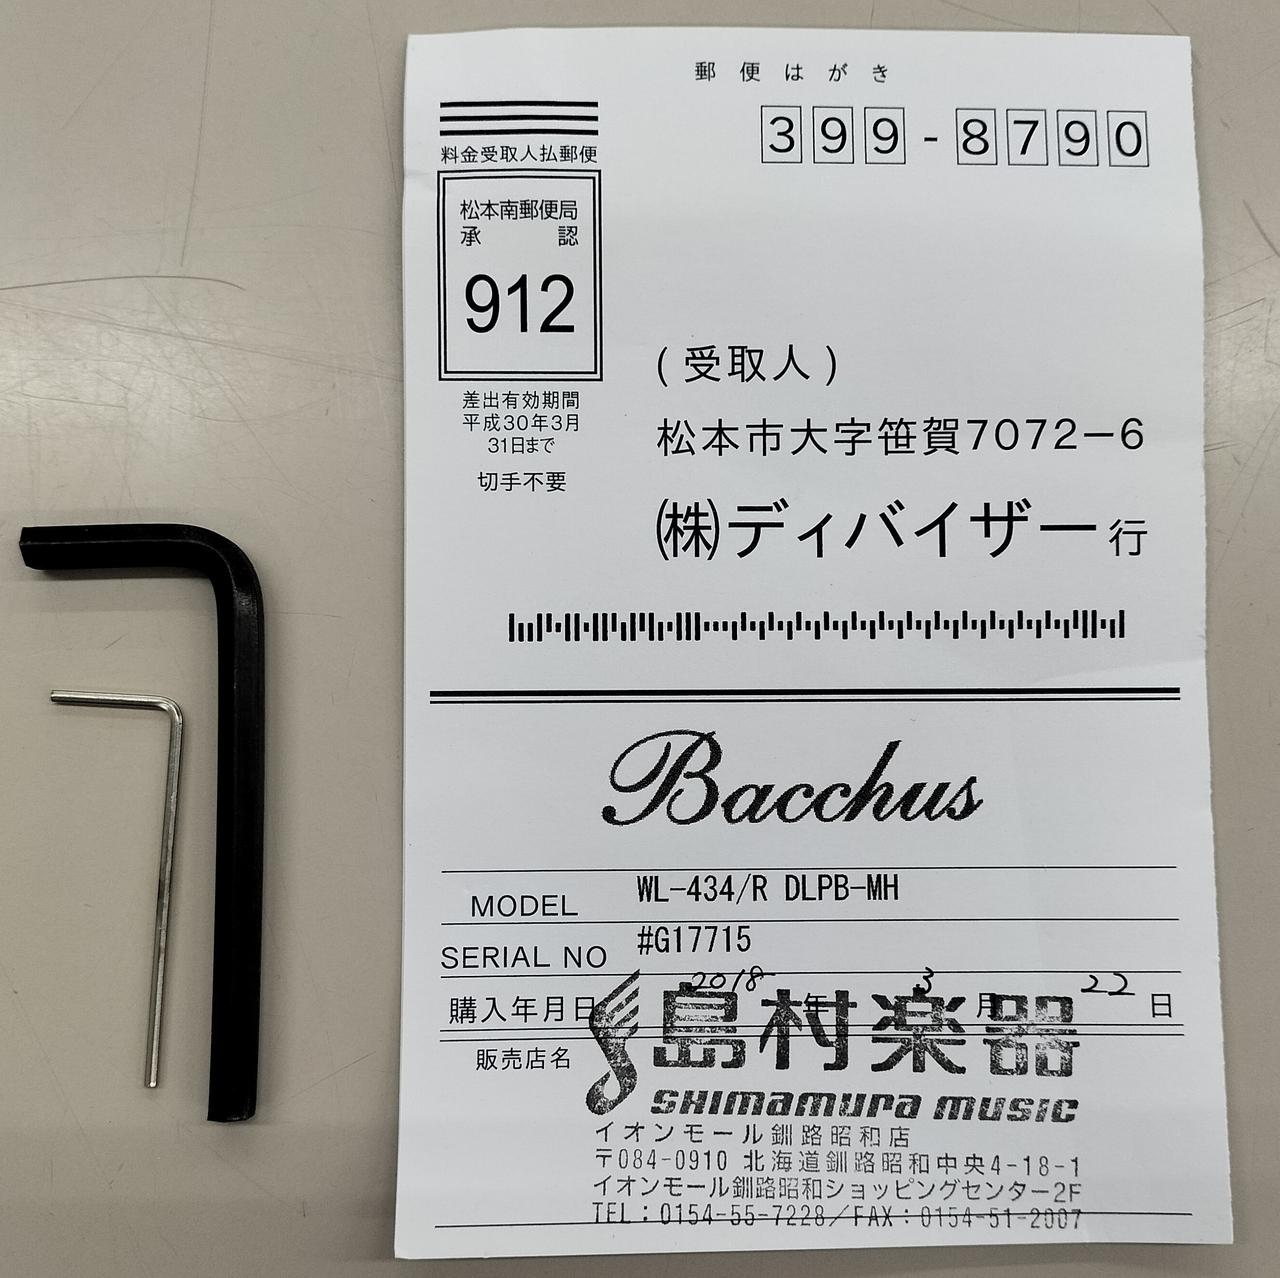 郵便はがき
399-8790
料金受取人払郵便
松本南郵便局
承認
912
差出有効期間
平成30年3月
31日まで
切手不要
(受取人)
松本市大字笹賀7072-6
(株)ディバイザー行
Bacchus
MODEL WL-434/R DLPB-MH
SERIAL NO #G17715
購入年月日 2018年3月22日
販売店名 島村楽器
SHIMAMURA MUSIC
イオンモール釧路昭和店
〒084-0910 北海道釧路昭和中央4-18-1
イオンモール釧路昭和ショッピングセンター2F
TEL:0154-55-7228/FAX:0154-51-2007